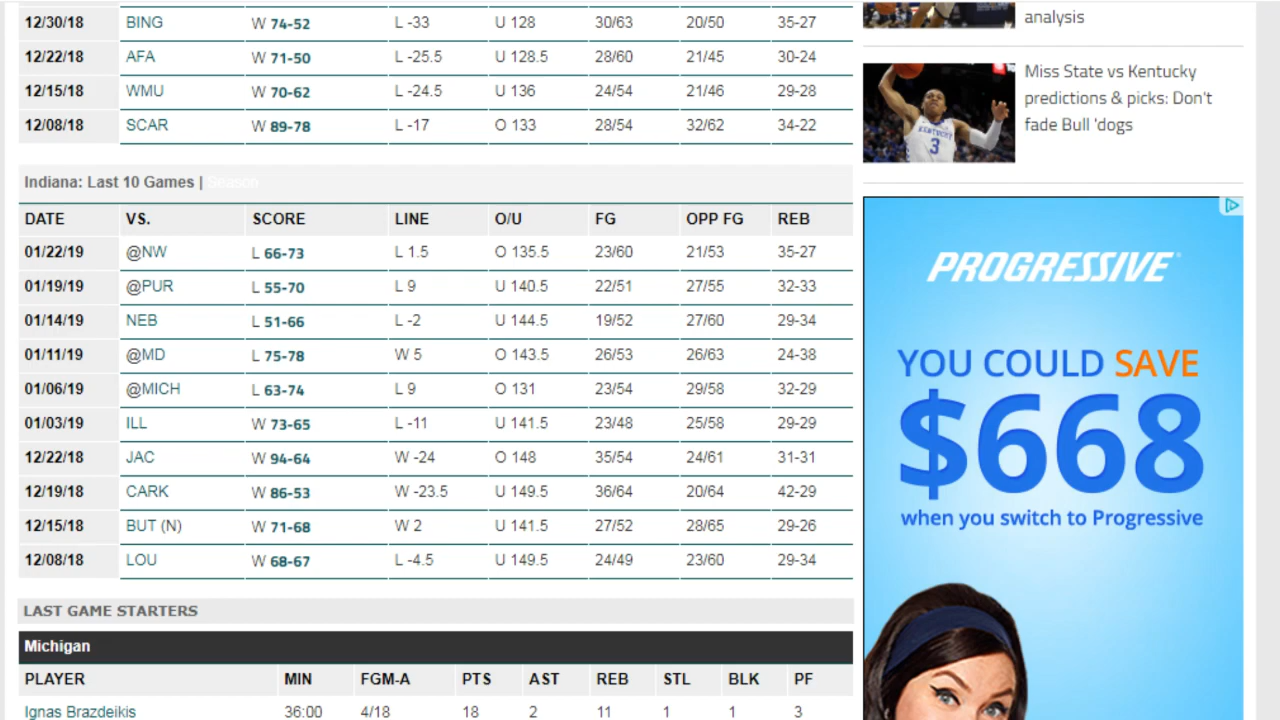 12/30/18 BING W 74-52 L -33 U 128 30/63 20/50 35-27
12/22/18 AFA W 71-50 L -25.5 U 128.5 28/60 21/45 30-24
12/15/18 WMU W 70-62 L -24.5 U 136 24/54 21/46 29-28
12/08/18 SCAR W 89-78 L -17 O 133 28/54 32/62 34-22
Indiana: Last 10 Games | Season
DATE VS. SCORE LINE O/U FG OPP FG REB
01/22/19 @NW L 66-73 L 1.5 O 135.5 23/60 21/53 35-27
01/19/19 @PUR L 55-70 L 9 U 140.5 22/51 27/55 32-33
01/14/19 NEB L 51-66 L -2 U 144.5 19/52 27/60 29-34
01/11/19 @MD L 75-78 W 5 O 143.5 26/53 26/63 24-38
01/06/19 @MICH L 63-74 L 9 O 131 23/54 29/58 32-29
01/03/19 ILL W 73-65 L -11 U 141.5 23/48 25/58 29-29
12/22/18 JAC W 94-64 W -24 O 148 35/54 24/61 31-31
12/19/18 CARK W 86-53 W -23.5 U 149.5 36/64 20/64 42-29
12/15/18 BUT (N) W 71-68 W 2 U 141.5 27/52 28/65 29-26
12/08/18 LOU W 68-67 L -4.5 U 149.5 24/49 23/60 29-34
LAST GAME STARTERS
Michigan
PLAYER MIN FGM-A PTS AST REB STL BLK PF
Ignas Brazdeikis 36:00 4/18 18 2 11 1 1 3
analysis
Miss State vs Kentucky
predictions & picks: Don't
fade Bull 'dogs
KENTUCKY
3
PROGRESSIVE
YOU COULD SAVE
$668
when you switch to Progressive